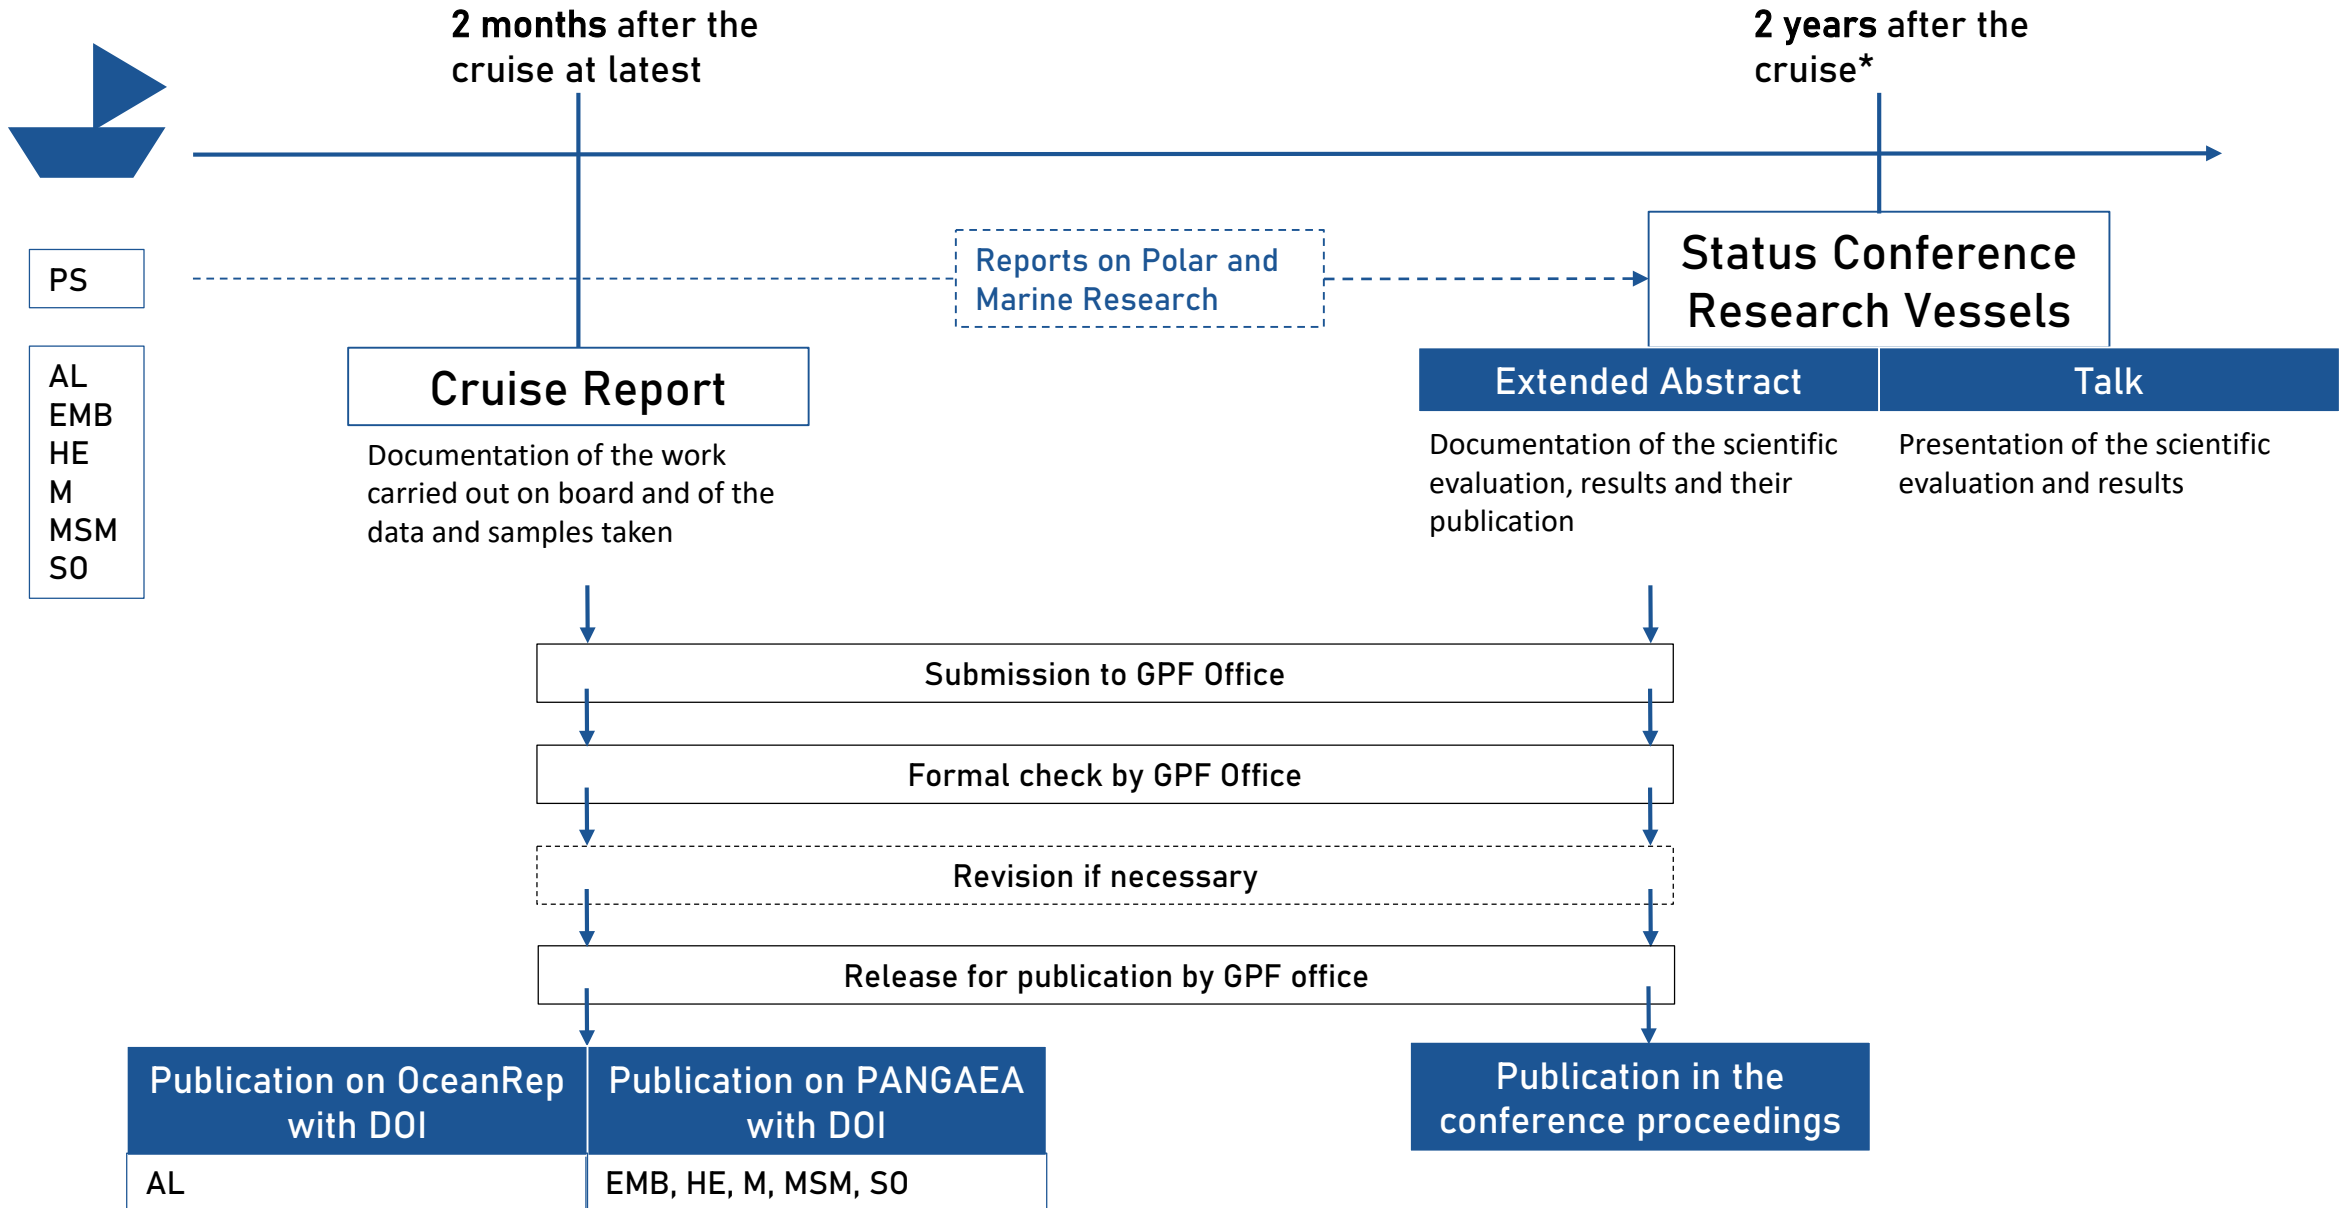 2 months after the
cruise at latest
2 years after the
cruise*
PS
Reports on Polar and
Marine Research
Status Conference
Research Vessels
AL
EMB
HE
M
MSM
SO
Cruise Report
Documentation of the work
carried out on board and of the
data and samples taken
Extended Abstract
Talk
Documentation of the scientific
evaluation, results and their
publication
Presentation of the scientific
evaluation and results
Submission to GPF Office
Formal check by GPF Office
Revision if necessary
Release for publication by GPF office
Publication on OceanRep
with DOI
Publication on PANGAEA
with DOI
AL
EMB, HE, M, MSM, SO
Publication in the
conference proceedings